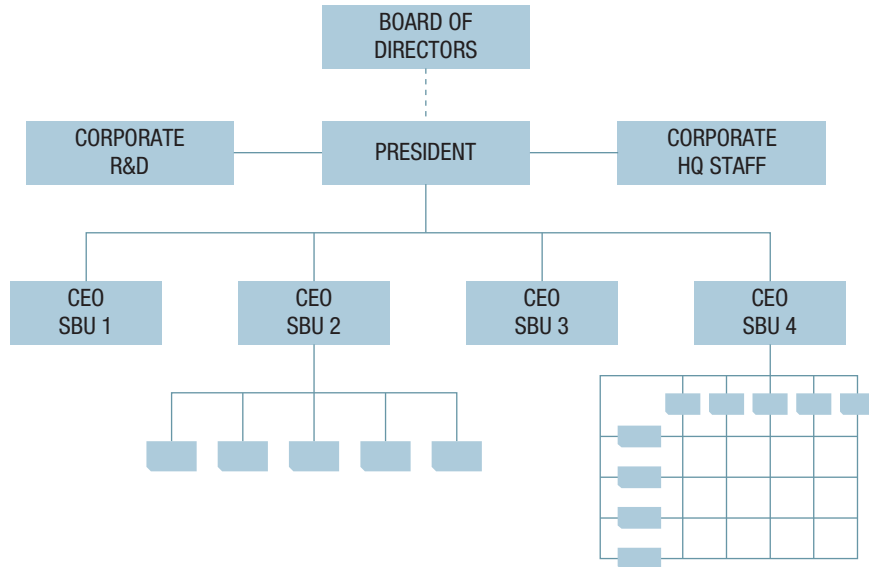 BOARD OF
DIRECTORS
CORPORATE
R&D
PRESIDENT
CORPORATE
HQ STAFF
CEO
SBU 1
CEO
SBU 2
CEO
SBU 3
CEO
SBU 4